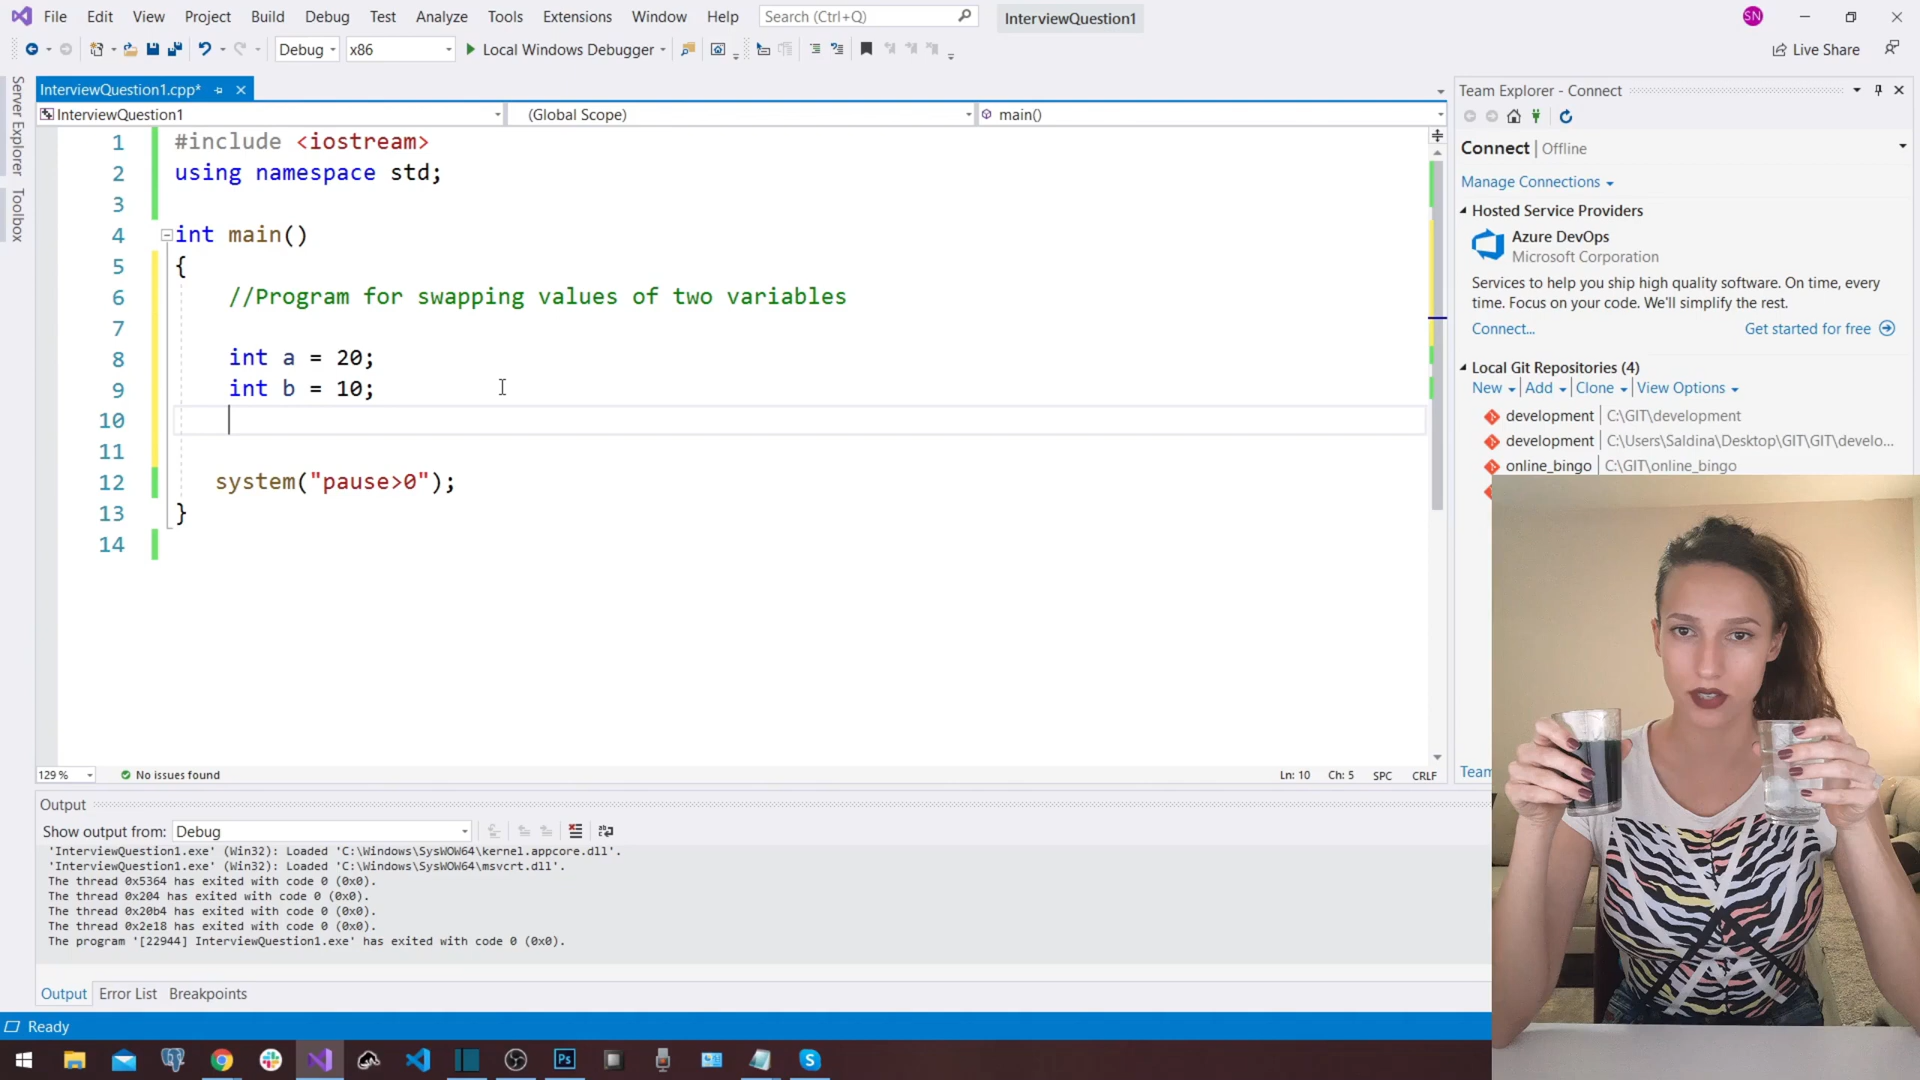 File Edit View Project Build Debug Test Analyze Tools Extensions Window Help Search (Ctrl+Q) InterviewQuestion1 SN
Debug x86 Local Windows Debugger Live Share
Server Explorer
Toolbox
InterviewQuestion1.cpp*
InterviewQuestion1 (Global Scope) main()
1 #include <iostream>
2 using namespace std;
3
4 int main()
5 {
6 //Program for swapping values of two variables
7
8 int a = 20;
9 int b = 10;
10
11
12 system("pause>0");
13 }
14
129 % No issues found Ln: 10 Ch: 5 SPC CRLF
Team Explorer - Connect
Connect | Offline
Manage Connections
Hosted Service Providers
Azure DevOps
Microsoft Corporation
Services to help you ship high quality software. On time, every
time. Focus on your code. We'll simplify the rest.
Connect... Get started for free
Local Git Repositories (4)
New | Add | Clone | View Options
development | C:\GIT\development
development | C:\Users\Saldina\Desktop\GIT\GIT\develo...
online_bingo | C:\GIT\online_bingo
Team
Output
Show output from: Debug
'InterviewQuestion1.exe' (Win32): Loaded 'C:\Windows\SysWOW64\kernel.appcore.dll'.
'InterviewQuestion1.exe' (Win32): Loaded 'C:\Windows\SysWOW64\msvcrt.dll'.
The thread 0x5364 has exited with code 0 (0x0).
The thread 0x204 has exited with code 0 (0x0).
The thread 0x20b4 has exited with code 0 (0x0).
The thread 0x2e18 has exited with code 0 (0x0).
The program '[22944] InterviewQuestion1.exe' has exited with code 0 (0x0).
Output Error List Breakpoints
Ready
Ps
S